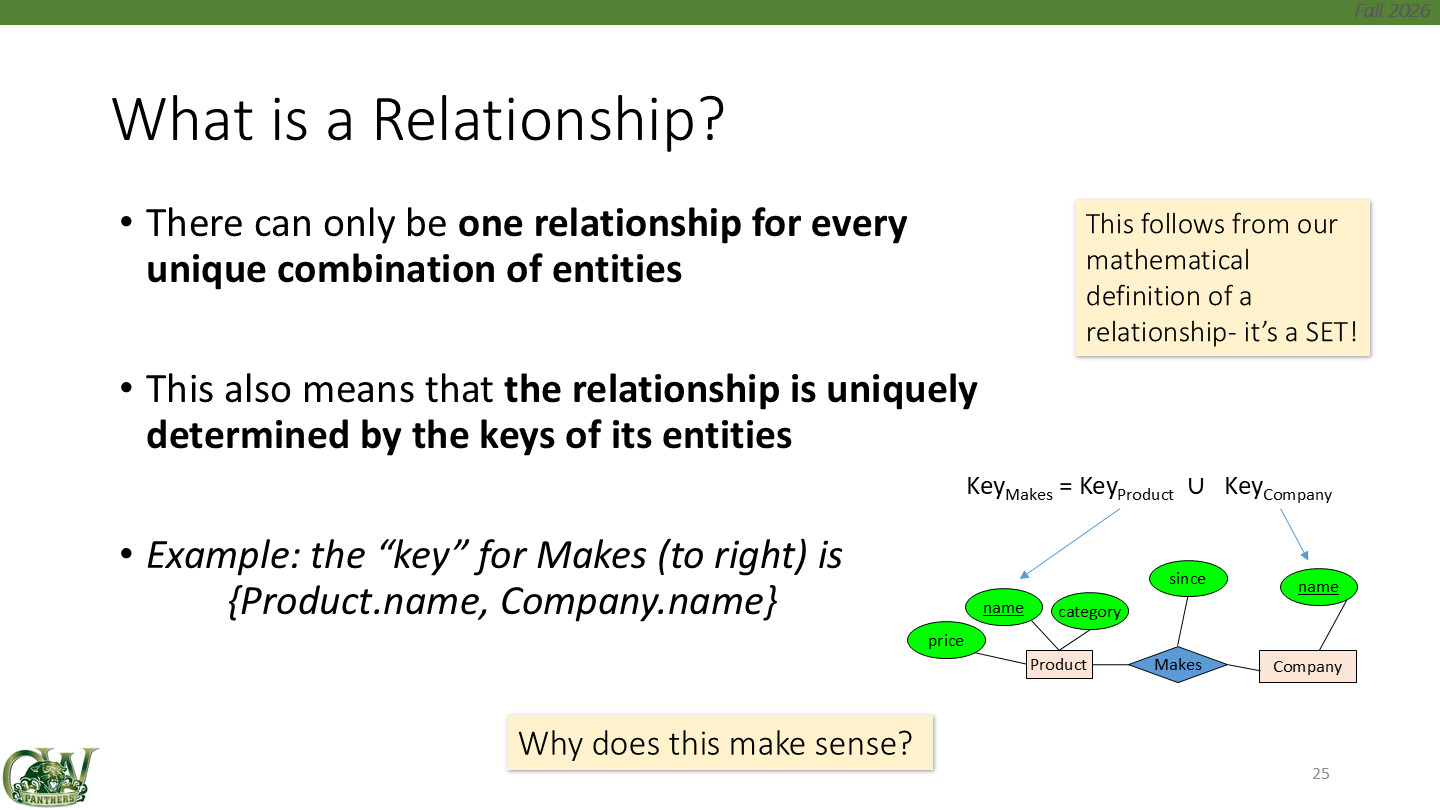 Fall 2026
What is a Relationship?
• There can only be one relationship for every
unique combination of entities
This follows from our
mathematical
definition of a
relationship- it’s a SET!
• This also means that the relationship is uniquely
determined by the keys of its entities
• Example: the “key” for Makes (to right) is
{Product.name, Company.name}
KeyMakes = KeyProduct ∪ KeyCompany
since
name
name
category
price
Product
Makes
Company
Why does this make sense?
25
CW
PANTHERS